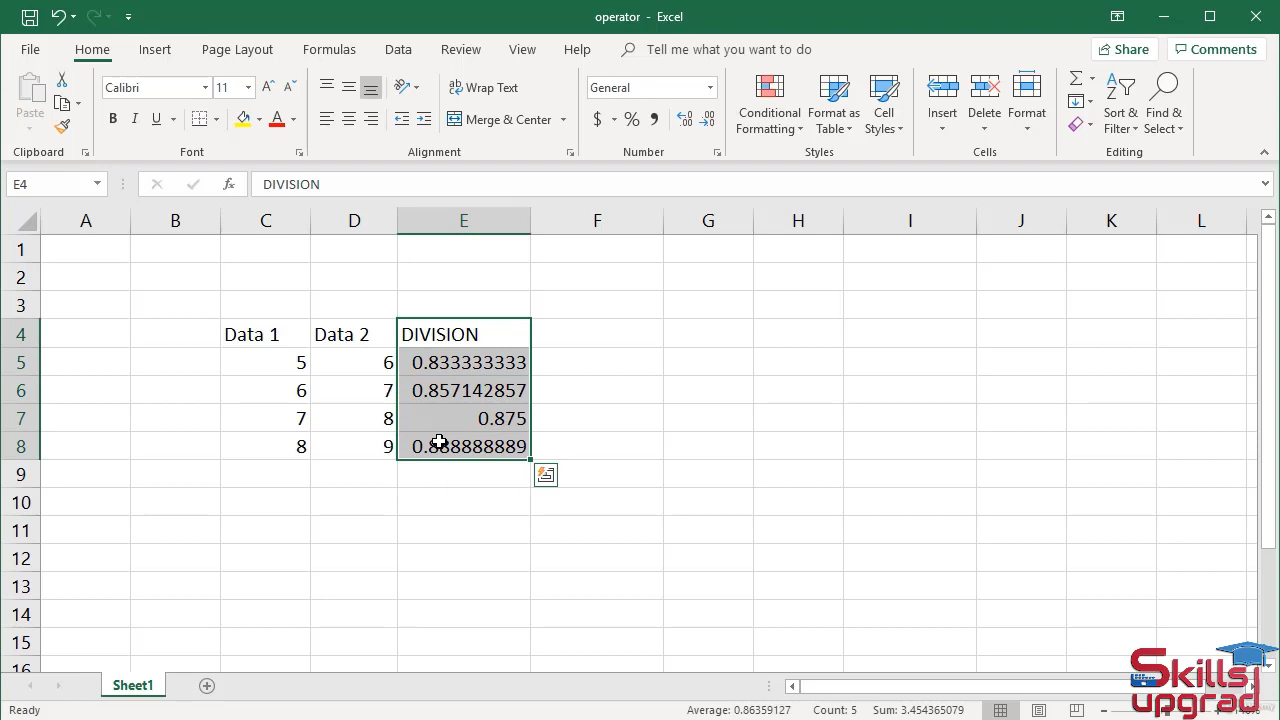 operator - Excel
File Home Insert Page Layout Formulas Data Review View Help Tell me what you want to do Share Comments
Paste
Clipboard
Calibri 11
B I U
Font
Wrap Text
Merge & Center
Alignment
General
$ %
Number
Conditional Formatting
Format as Table
Cell Styles
Styles
Insert Delete Format
Cells
Sort & Filter
Find & Select
Editing
E4 fx DIVISION
A B C D E F G H I J K L
1
2
3
4 Data 1 Data 2 DIVISION
5 5 6 0.833333333
6 6 7 0.857142857
7 7 8 0.875
8 8 9 0.888888889
9
10
11
12
13
14
15
16
Sheet1
Ready Average: 0.86359127 Count: 5 Sum: 3.454365079
Skills upgrad